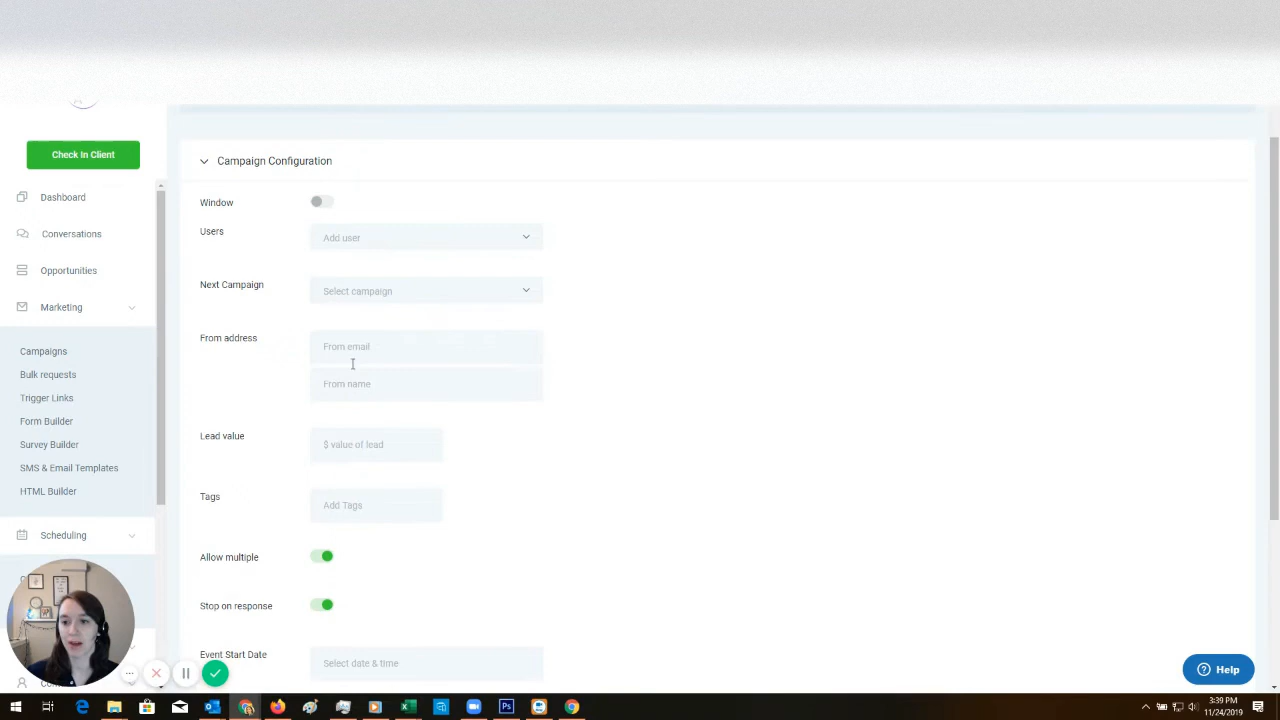 Check In Client
Dashboard
Conversations
Opportunities
Marketing
Campaigns
Bulk requests
Trigger Links
Form Builder
Survey Builder
SMS & Email Templates
HTML Builder
Scheduling
Campaign Configuration
Window
Users
Add user
Next Campaign
Select campaign
From address
From email
From name
Lead value
$ value of lead
Tags
Add Tags
Allow multiple
Stop on response
Event Start Date
Select date & time
Help
3:39 PM
11/24/2019